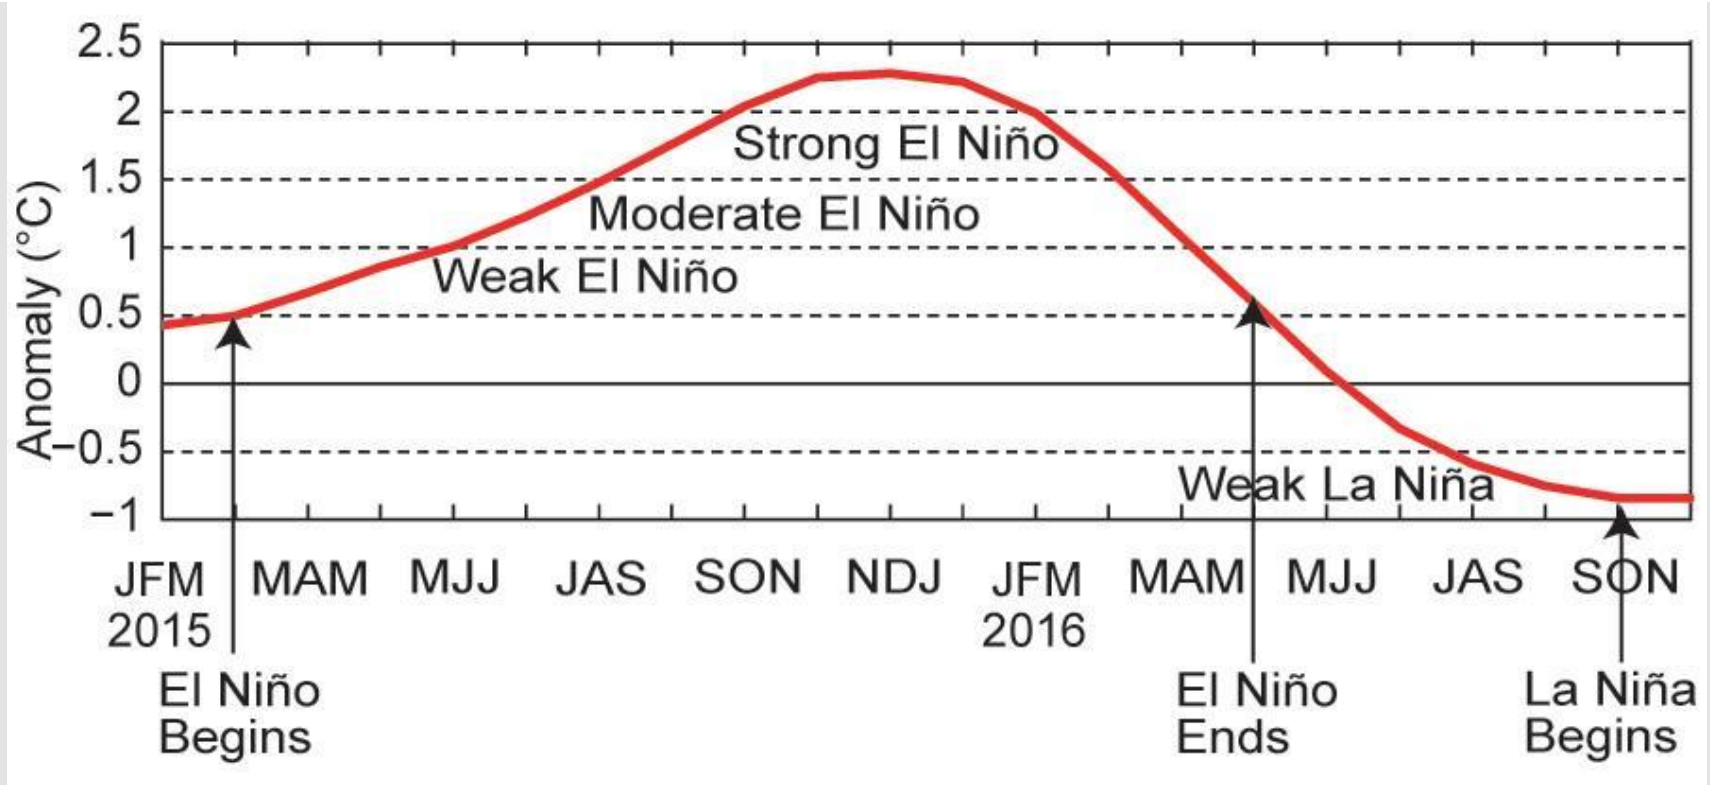 2.5
2
1.5
1
0.5
0
−0.5
−1
Anomaly (°C)
Strong El Niño
Moderate El Niño
Weak El Niño
Weak La Niña
JFM MAM MJJ JAS SON NDJ JFM MAM MJJ JAS SON
2015 2016
El Niño
Begins
El Niño
Ends
La Niña
Begins